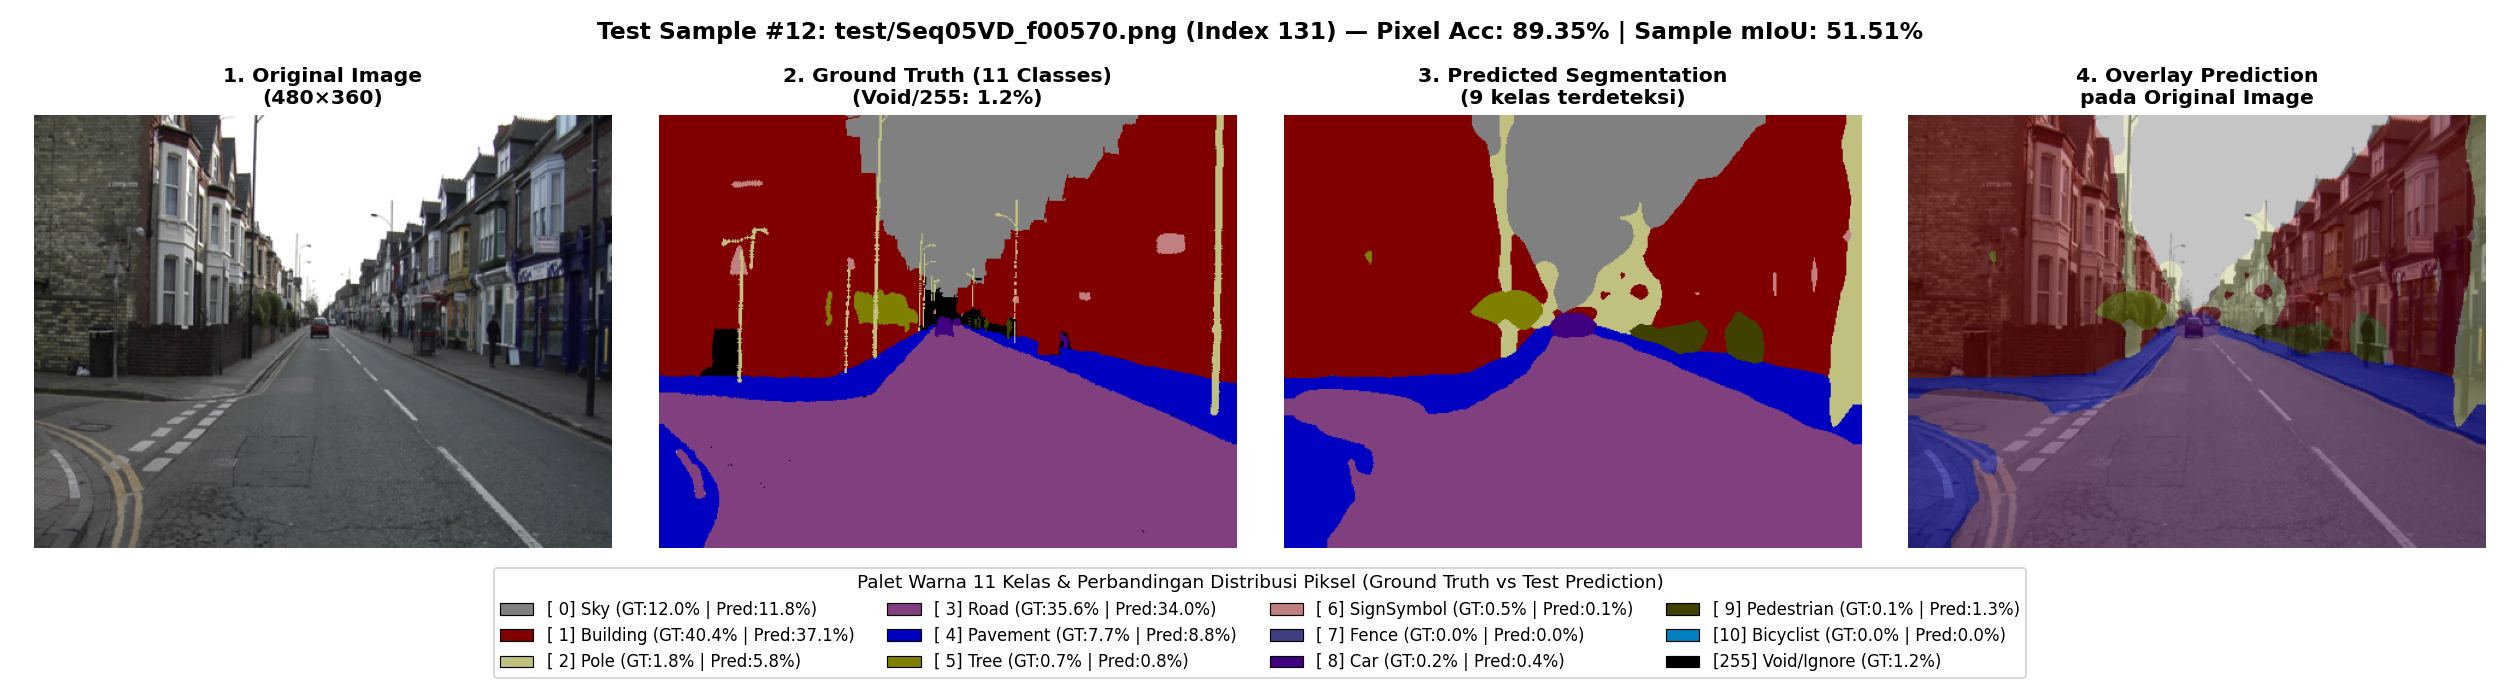 Test Sample #12: test/Seq05VD_f00570.png (Index 131) — Pixel Acc: 89.35% | Sample mIoU: 51.51%
1. Original Image
(480×360)
2. Ground Truth (11 Classes)
(Void/255: 1.2%)
3. Predicted Segmentation
(9 kelas terdeteksi)
4. Overlay Prediction
pada Original Image
Palet Warna 11 Kelas & Perbandingan Distribusi Piksel (Ground Truth vs Test Prediction)
[ 0] Sky (GT:12.0% | Pred:11.8%)
[ 1] Building (GT:40.4% | Pred:37.1%)
[ 2] Pole (GT:1.8% | Pred:5.8%)
[ 3] Road (GT:35.6% | Pred:34.0%)
[ 4] Pavement (GT:7.7% | Pred:8.8%)
[ 5] Tree (GT:0.7% | Pred:0.8%)
[ 6] SignSymbol (GT:0.5% | Pred:0.1%)
[ 7] Fence (GT:0.0% | Pred:0.0%)
[ 8] Car (GT:0.2% | Pred:0.4%)
[ 9] Pedestrian (GT:0.1% | Pred:1.3%)
[10] Bicyclist (GT:0.0% | Pred:0.0%)
[255] Void/Ignore (GT:1.2%)